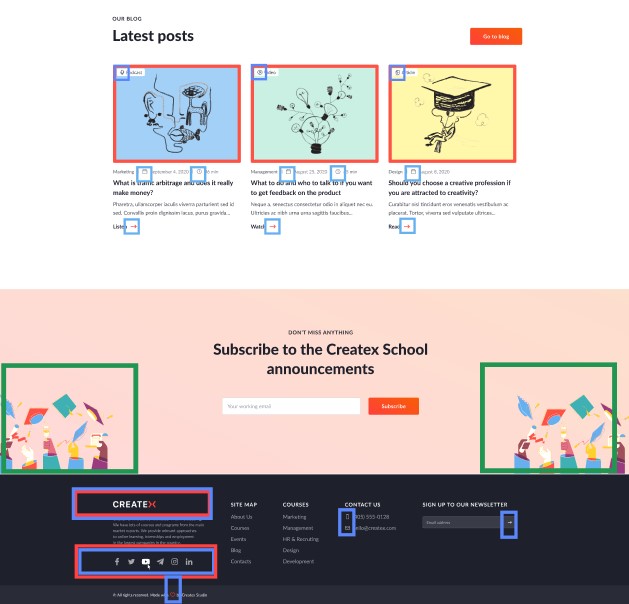 OUR BLOG
Latest posts
Go to blog
Podcast
Video
Article
Marketing
September 4, 2020
36 min
Management
August 25, 2020
min
Design
August 8, 2020
What is traffic arbitrage and does it really
make money?
What to do and who to talk to if you want
to get feedback on the product
Should you choose a creative profession if
you are attracted to creativity?
Pharetra, ullamcorper iaculis viverra parturient sed id
sed. Convallis proin dignissim lacus, purus gravida...
Neque a, senectus consectetur odio in aliquet nec eu.
Ultricies ac nibh urna urna sagittis faucibus...
Curabitur nisl tincidunt eros venenatis vestibulum ac
placerat. Tortor, viverra sed vulputate ultrices...
Listen
Watch
Read
DON'T MISS ANYTHING
Subscribe to the Createx School
announcements
Your working email
Subscribe
CREATEX
We have lots of courses and programs from the main
market experts. We provide relevant approaches
to online learning, internships and employment
in the largest companies in the country.
SITE MAP
About Us
Courses
Events
Blog
Contacts
COURSES
Marketing
Management
HR & Recruting
Design
Development
CONTACT US
(405) 555-0128
hello@createx.com
SIGN UP TO OUR NEWSLETTER
Email address
© All rights reserved. Made with
by Createx Studio